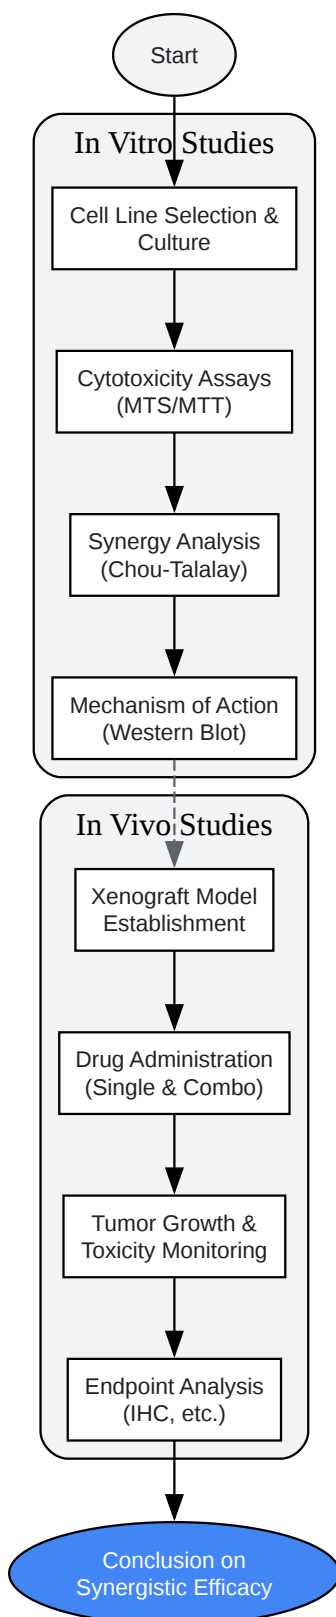 Start
In Vitro Studies
Cell Line Selection &
Culture
Cytotoxicity Assays
(MTS/MTT)
Synergy Analysis
(Chou-Talalay)
Mechanism of Action
(Western Blot)
In Vivo Studies
Xenograft Model
Establishment
Drug Administration
(Single & Combo)
Tumor Growth &
Toxicity Monitoring
Endpoint Analysis
(IHC, etc.)
Conclusion on
Synergistic Efficacy